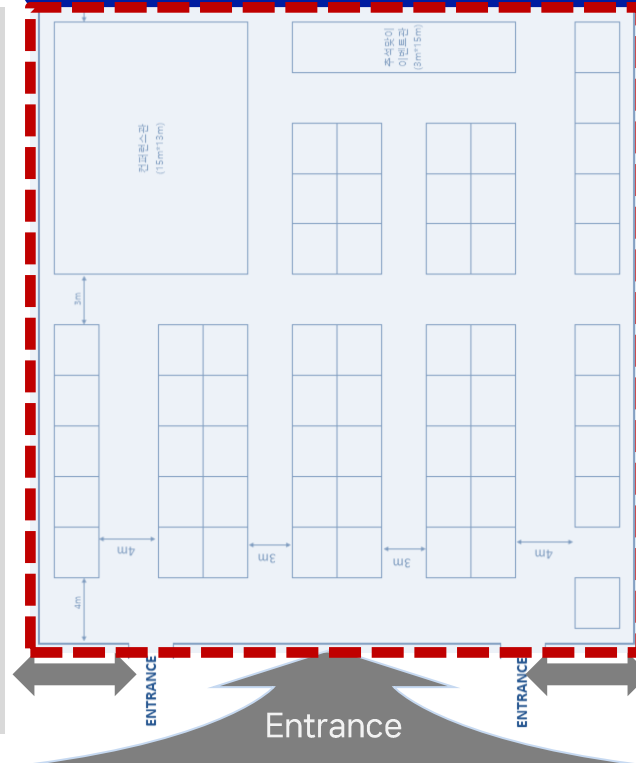 추석맞이
이벤트관
(3m*15m)
컨퍼런스관
(15m*13m)
3m
4m
3m
3m
4m
4m
ENTRANCE
ENTRANCE
Entrance